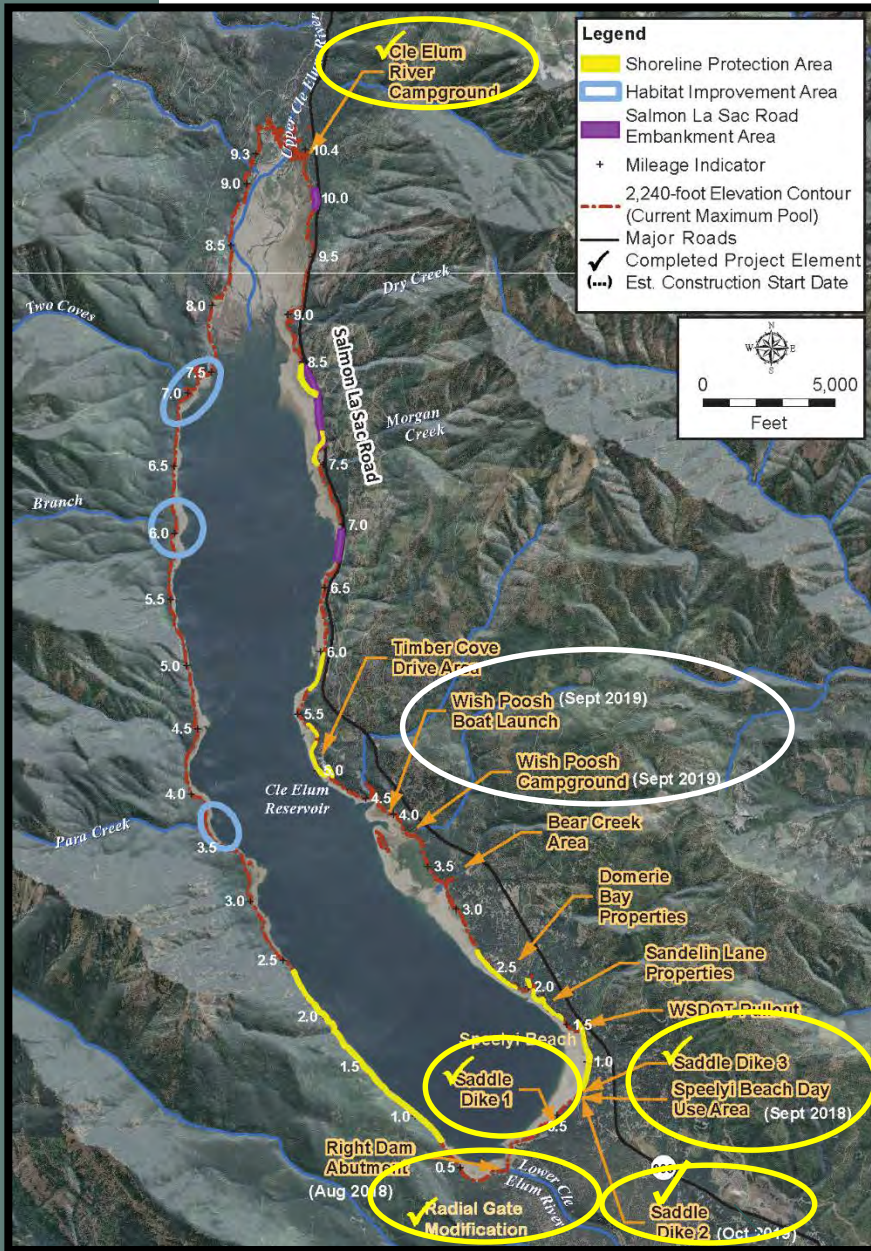 Legend
Shoreline Protection Area
Habitat Improvement Area
Salmon La Sac Road
Embankment Area
+ Mileage Indicator
2,240-foot Elevation Contour
(Current Maximum Pool)
Major Roads
✓ Completed Project Element
(...) Est. Construction Start Date
N
W E
S
0 5,000
Feet
Upper Cle Elum River
✓ Cle Elum
River
Campground
9.3
10.4
9.0
10.0
8.5
9.5
Dry Creek
Two Coves
8.0
9.0
Salmon La Sac Road
7.5
8.5
7.0
Morgan
Creek
6.5
7.5
Branch
6.0
7.0
5.5
6.5
5.0
6.0
Timber Cove
Drive Area
Wish Poosh (Sept 2019)
Boat Launch
4.5
5.5
5.0
Wish Poosh
Campground (Sept 2019)
Cle Elum
Reservoir
4.0
4.5
4.0
Para Creek
3.5
Bear Creek
Area
3.5
3.0
3.0
Domerie
Bay
Properties
2.5
2.5
Sandelin Lane
Properties
2.0
2.0
1.5
WSDOT Pullout
Speelyi Beach
1.5
1.0
✓ Saddle
Dike 1
✓ Saddle Dike 3
Speelyi Beach Day
Use Area (Sept 2018)
1.0
0.5
Right Dam
Abutment
(Aug 2018)
0.5
Lower Cle
Elum River
✓ Radial Gate
Modification
✓ Saddle
Dike 2 (Oct 2019)